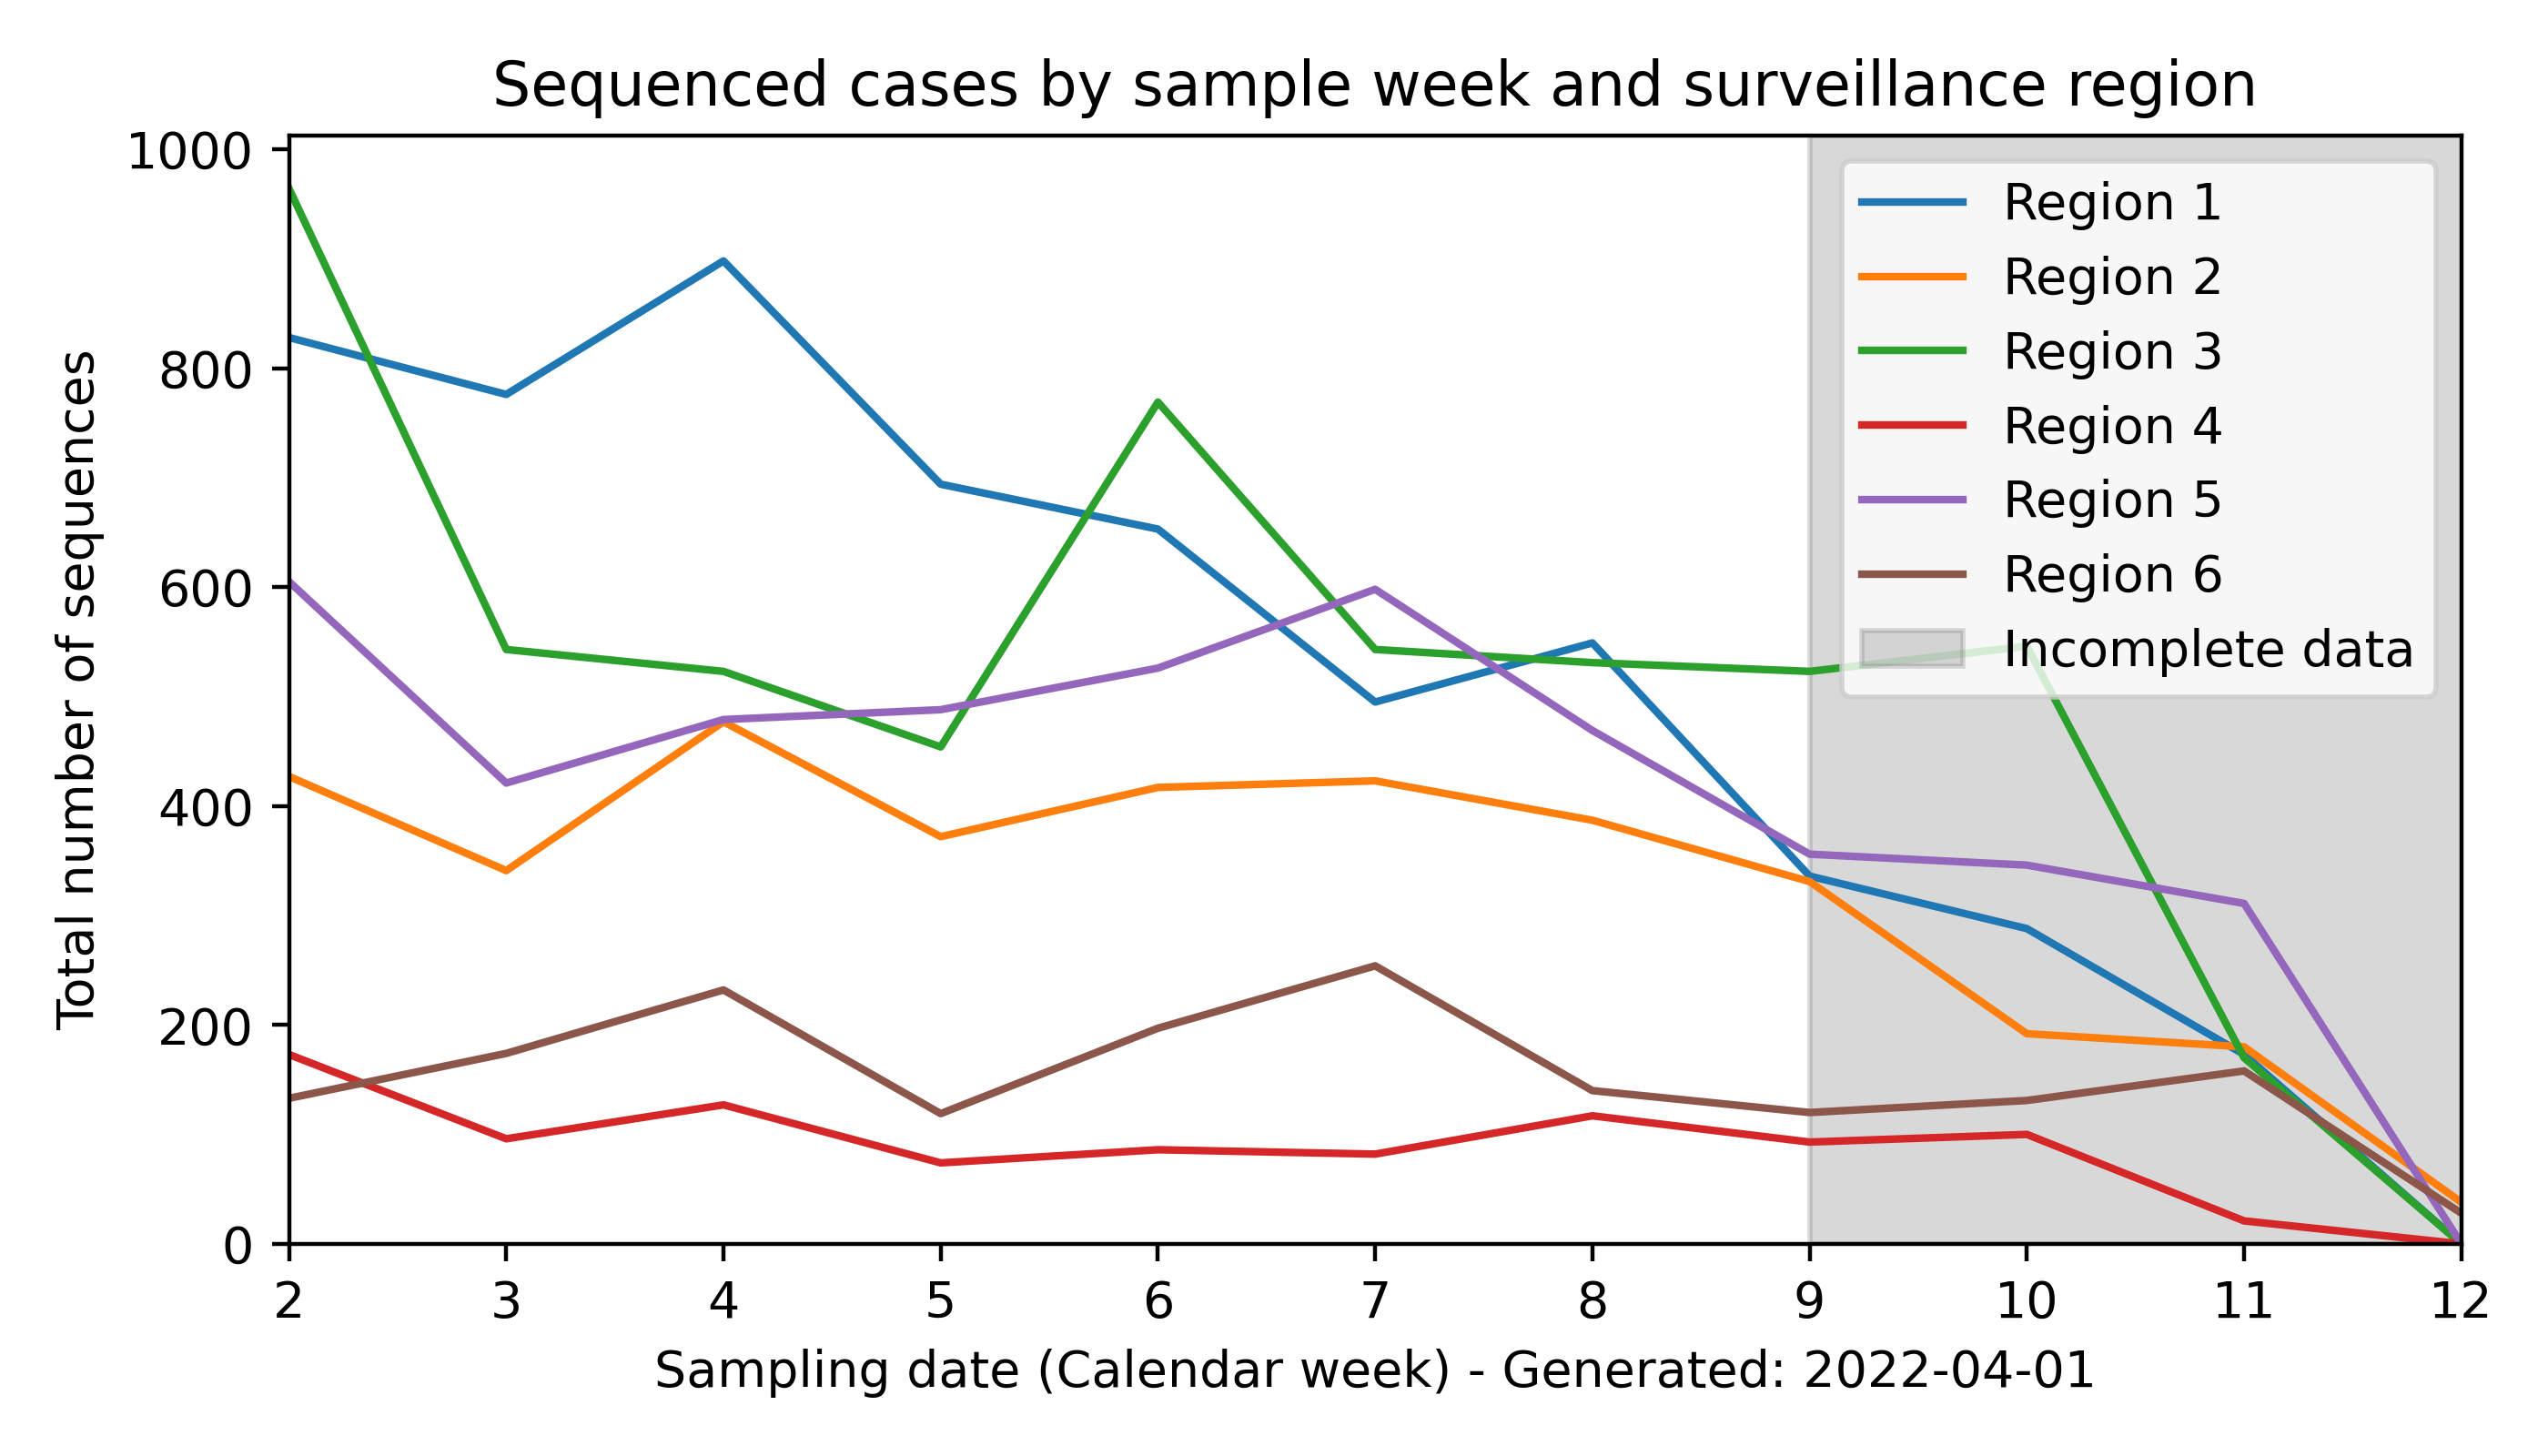 Sequenced cases by sample week and surveillance region
Total number of sequences
1000
800
600
400
200
0
Region 1
Region 2
Region 3
Region 4
Region 5
Region 6
Incomplete data
2 3 4 5 6 7 8 9 10 11 12
Sampling date (Calendar week) - Generated: 2022-04-01